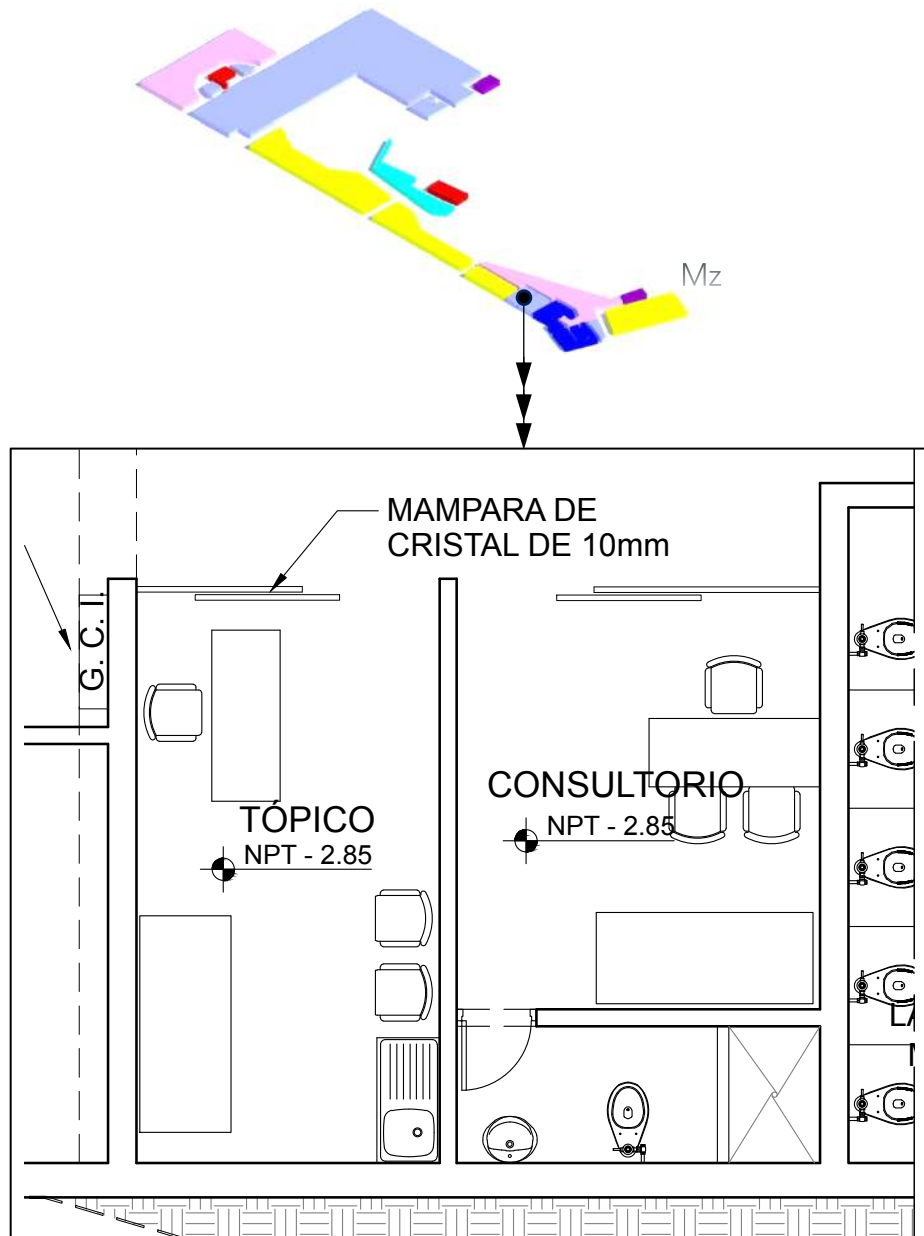 Mz
MAMPARA DE
CRISTAL DE 10mm
G. C. I.
CONSULTORIO
NPT - 2.85
TÓPICO
NPT - 2.85